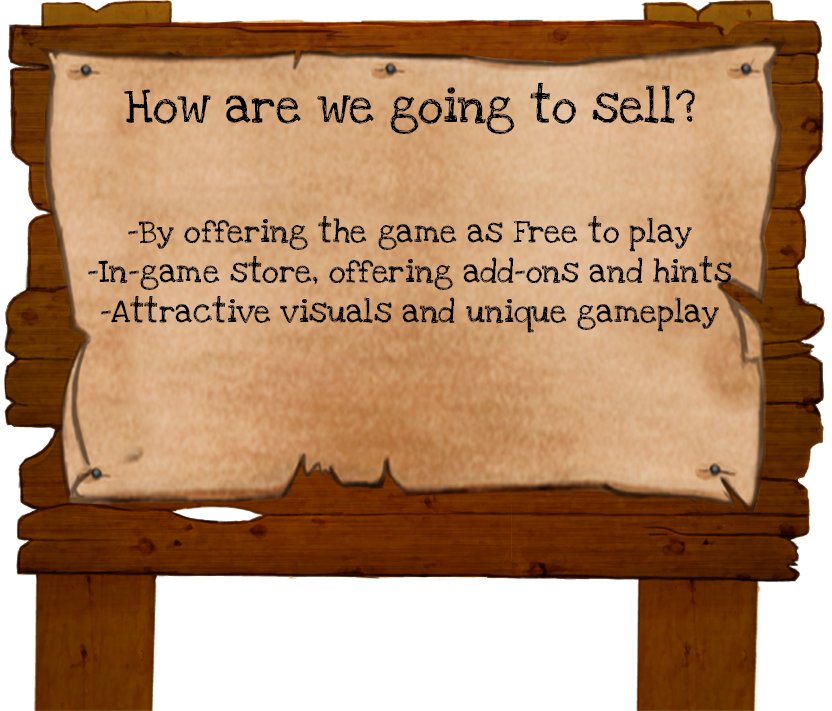 How are we going to sell?
-By offering the game as Free to play
-In-game store, offering add-ons and hints
-Attractive visuals and unique gameplay